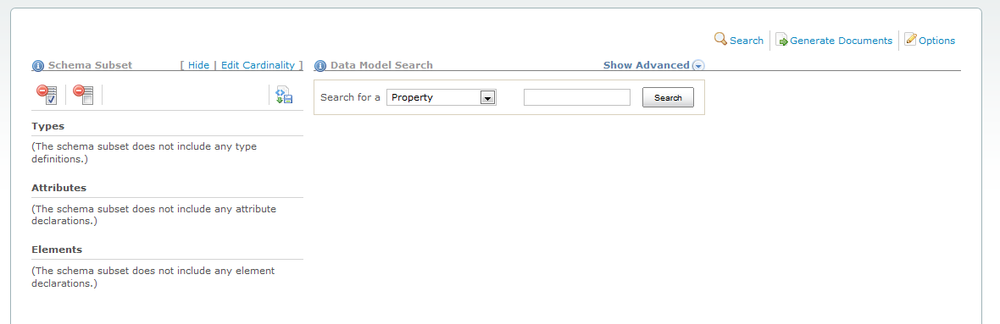 Search
Generate Documents
Options
Schema Subset [ Hide | Edit Cardinality ]
Data Model Search Show Advanced
Search for a Property Search
Types
(The schema subset does not include any type
definitions.)
Attributes
(The schema subset does not include any attribute
declarations.)
Elements
(The schema subset does not include any element
declarations.)